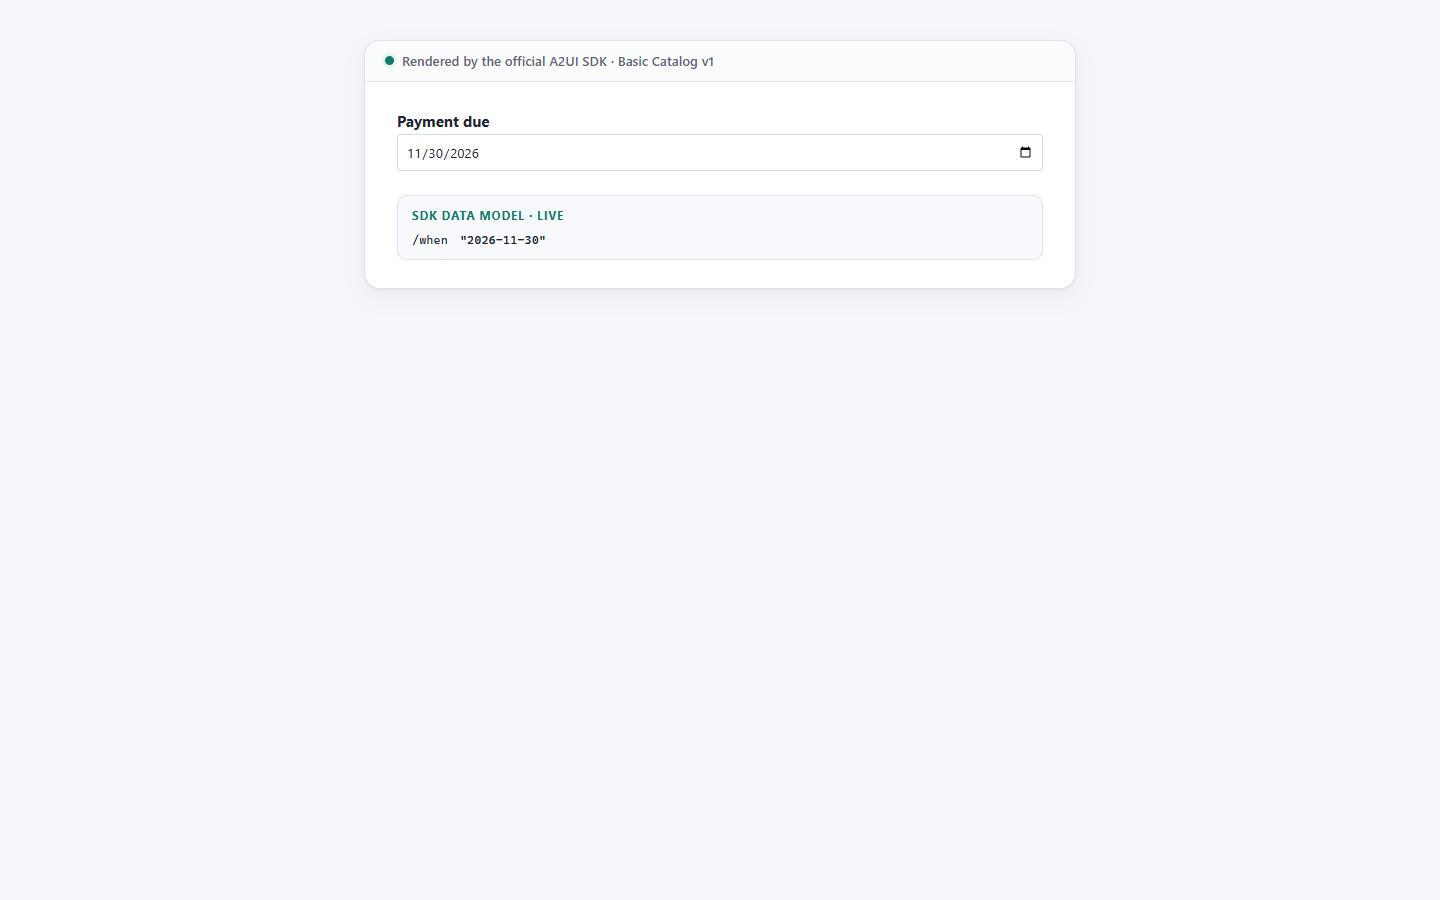 Rendered by the official A2UI SDK · Basic Catalog v1
Payment due
11/30/2026
SDK DATA MODEL · LIVE
/when "2026-11-30"